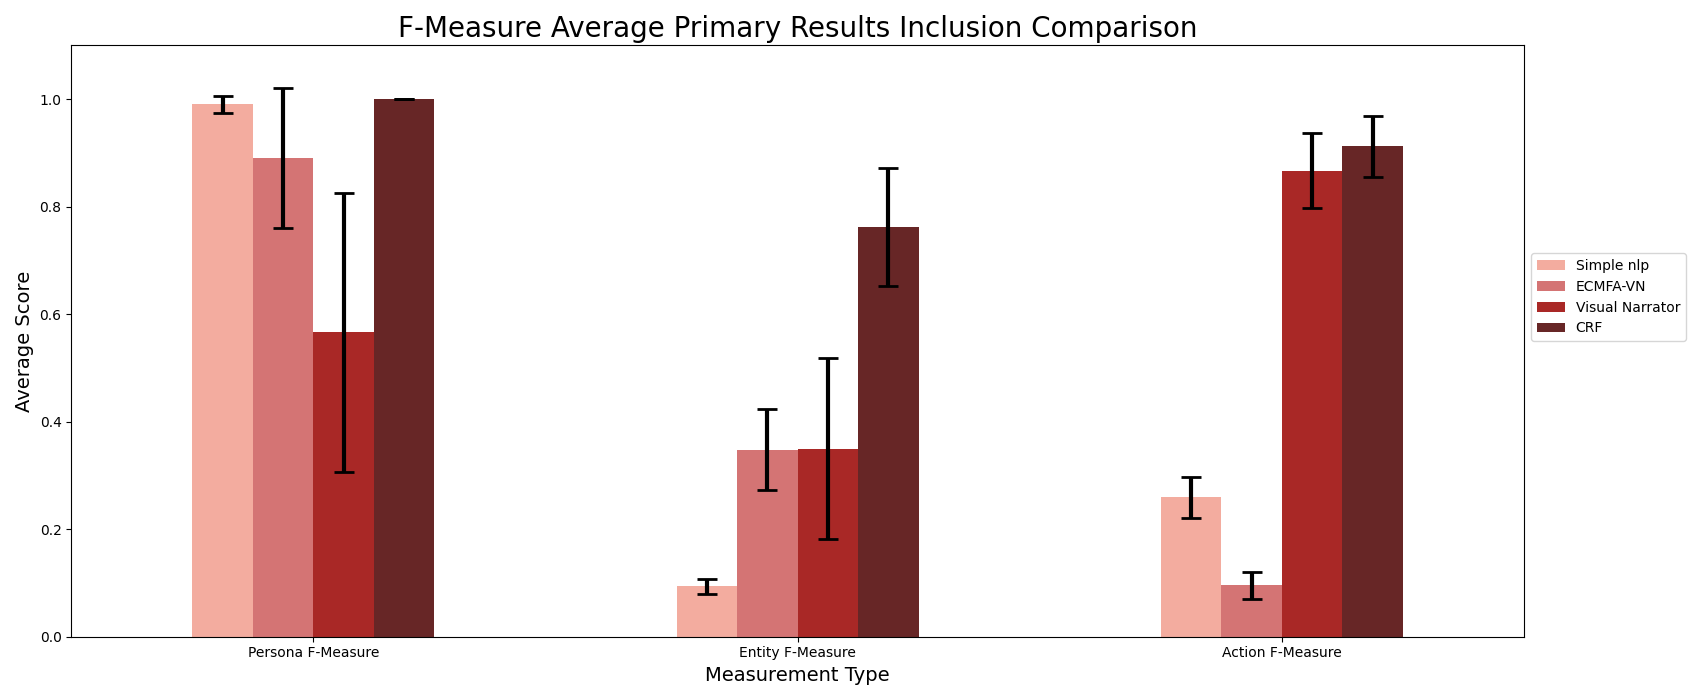 F-Measure Average Primary Results Inclusion Comparison
Average Score
1.0
0.8
0.6
0.4
0.2
0.0
Persona F-Measure
Entity F-Measure
Action F-Measure
Measurement Type
Simple nlp
ECMFA-VN
Visual Narrator
CRF